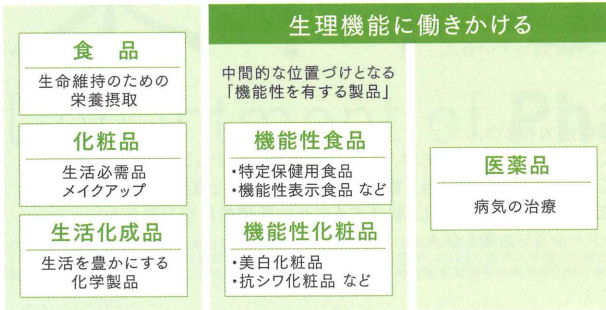 食 品
生命維持のための
栄養摂取
化粧品
生活必需品
メイクアップ
生活化成品
生活を豊かにする
化学製品
生理機能に働きかける
中間的な位置づけとなる
「機能性を有する製品」
機能性食品
・特定保健用食品
・機能性表示食品 など
機能性化粧品
・美白化粧品
・抗シワ化粧品 など
医薬品
病気の治療